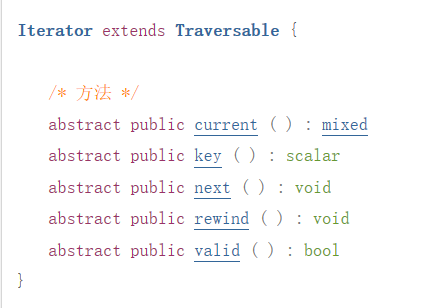 Iterator extends Traversable {
/* 方法 */
abstract public current ( ) : mixed
abstract public key ( ) : scalar
abstract public next ( ) : void
abstract public rewind ( ) : void
abstract public valid ( ) : bool
}